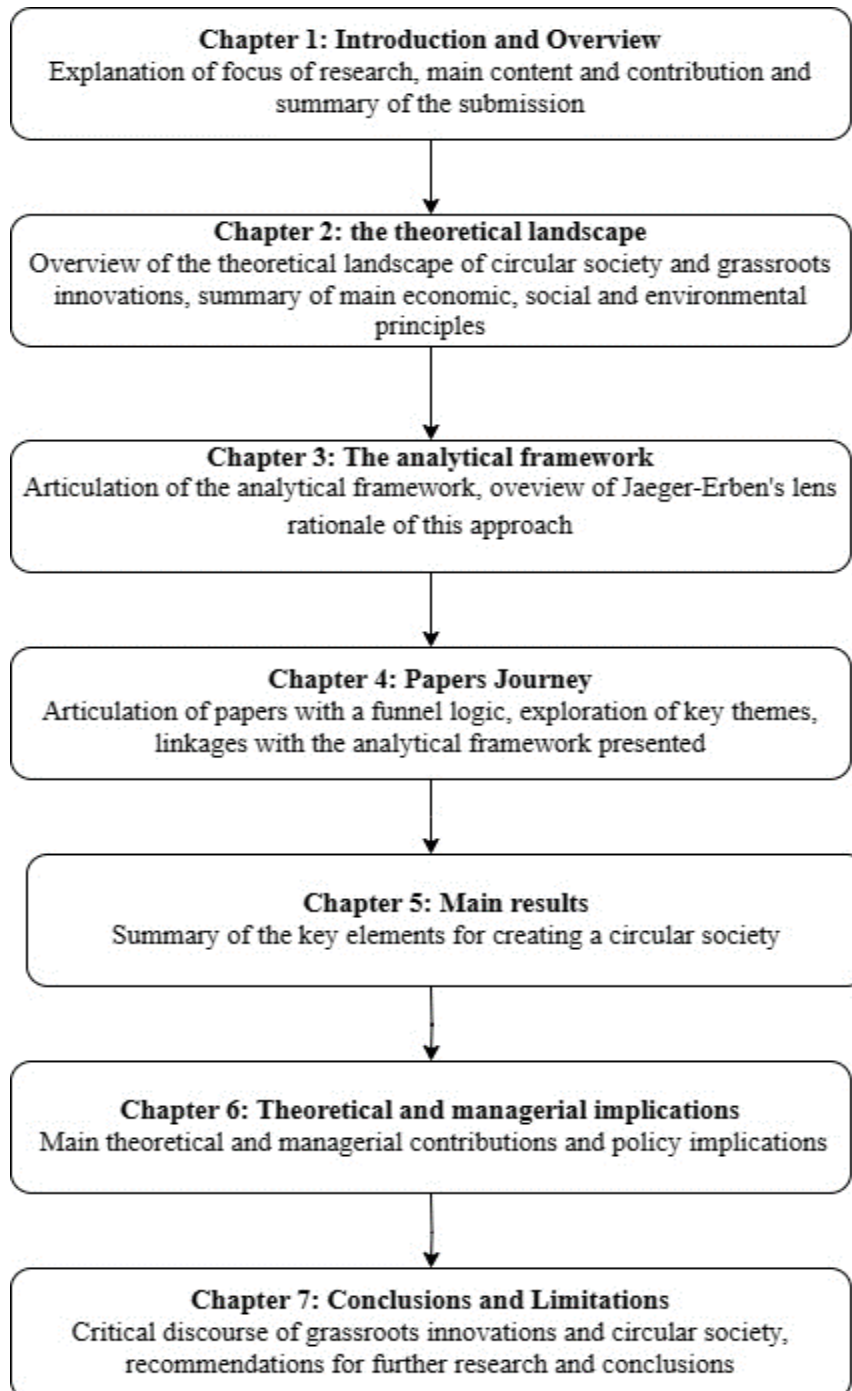 Chapter 1: Introduction and Overview
Explanation of focus of research, main content and contribution and
summary of the submission
Chapter 2: the theoretical landscape
Overview of the theoretical landscape of circular society and grassroots
innovations, summary of main economic, social and environmental
principles
Chapter 3: The analytical framework
Articulation of the analytical framework, oveview of Jaeger-Erben's lens
rationale of this approach
Chapter 4: Papers Journey
Articulation of papers with a funnel logic, exploration of key themes,
linkages with the analytical framework presented
Chapter 5: Main results
Summary of the key elements for creating a circular society
Chapter 6: Theoretical and managerial implications
Main theoretical and managerial contributions and policy implications
Chapter 7: Conclusions and Limitations
Critical discourse of grassroots innovations and circular society,
recommendations for further research and conclusions